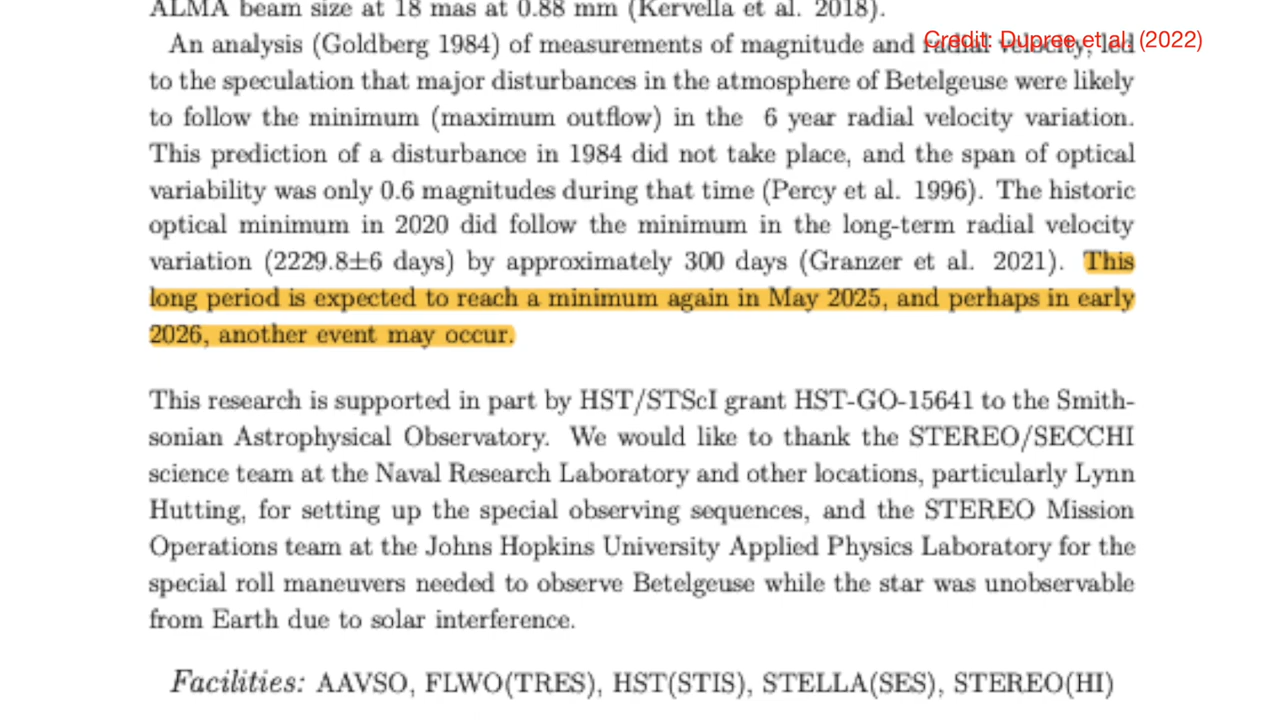 ALMA beam size at 18 mas at 0.88 mm (Kervella et al. 2018).
Credit: Dupree et al. (2022)
An analysis (Goldberg 1984) of measurements of magnitude and radial velocity, led
to the speculation that major disturbances in the atmosphere of Betelgeuse were likely
to follow the minimum (maximum outflow) in the 6 year radial velocity variation.
This prediction of a disturbance in 1984 did not take place, and the span of optical
variability was only 0.6 magnitudes during that time (Percy et al. 1996). The historic
optical minimum in 2020 did follow the minimum in the long-term radial velocity
variation (2229.8±6 days) by approximately 300 days (Granzer et al. 2021). This
long period is expected to reach a minimum again in May 2025, and perhaps in early
2026, another event may occur.
This research is supported in part by HST/STScI grant HST-GO-15641 to the Smith-
sonian Astrophysical Observatory. We would like to thank the STEREO/SECCHI
science team at the Naval Research Laboratory and other locations, particularly Lynn
Hutting, for setting up the special observing sequences, and the STEREO Mission
Operations team at the Johns Hopkins University Applied Physics Laboratory for the
special roll maneuvers needed to observe Betelgeuse while the star was unobservable
from Earth due to solar interference.
Facilities: AAVSO, FLWO(TRES), HST(STIS), STELLA(SES), STEREO(HI)